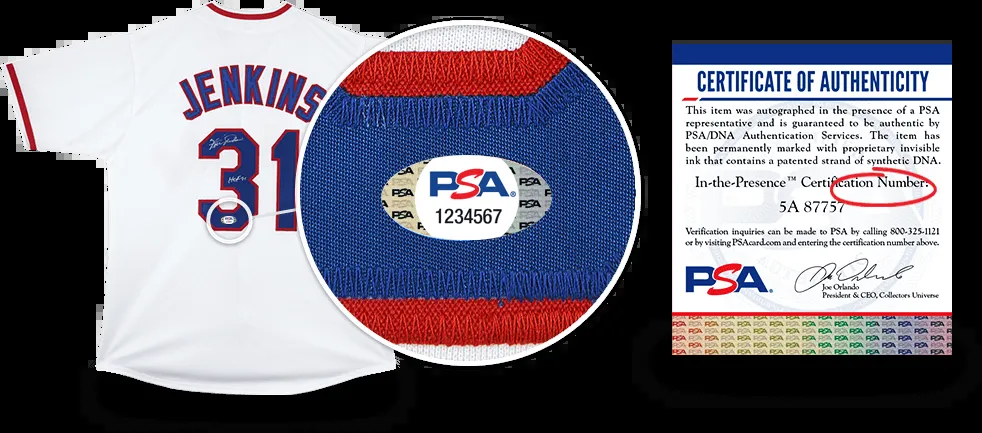 JENKINS
31
HOF 91
PSA
1234567
CERTIFICATE OF AUTHENTICITY
This item was autographed in the presence of a PSA
representative and is guaranteed to be authentic by
PSA/DNA Authentication Services. The item has
been permanently marked with proprietary invisible
ink that contains a patented strand of synthetic DNA.
In-the-Presence™ Certification Number:
5A 87757
Verification inquiries can be made to PSA by calling 800-325-1121
or by visiting PSAcard.com and entering the certification number above.
PSA
Joe Orlando
President & CEO, Collectors Universe